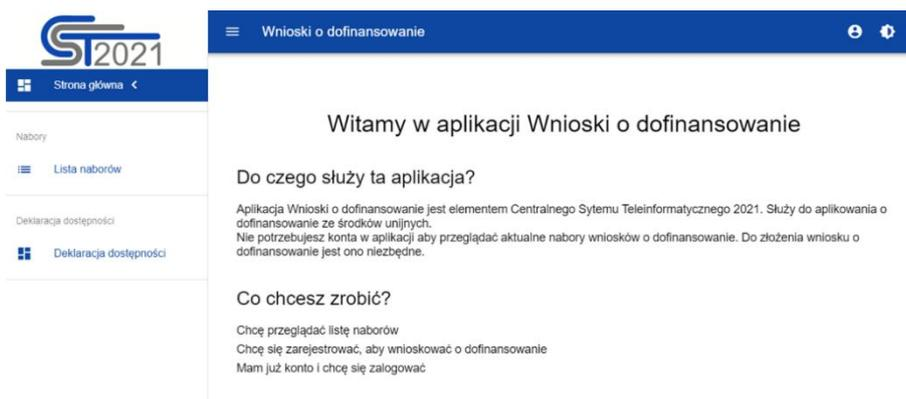 CST2021
Wnioski o dofinansowanie
Strona główna
Nabory
Lista naborów
Deklaracja dostępności
Deklaracja dostępności
Witamy w aplikacji Wnioski o dofinansowanie
Do czego służy ta aplikacja?
Aplikacja Wnioski o dofinansowanie jest elementem Centralnego Sytemu Teleinformatycznego 2021. Służy do aplikowania o
dofinansowanie ze środków unijnych.
Nie potrzebujesz konta w aplikacji aby przeglądać aktualne nabory wniosków o dofinansowanie. Do złożenia wniosku o
dofinansowanie jest ono niezbędne.
Co chcesz zrobić?
Chcę przeglądać listę naborów
Chcę się zarejestrować, aby wnioskować o dofinansowanie
Mam już konto i chcę się zalogować